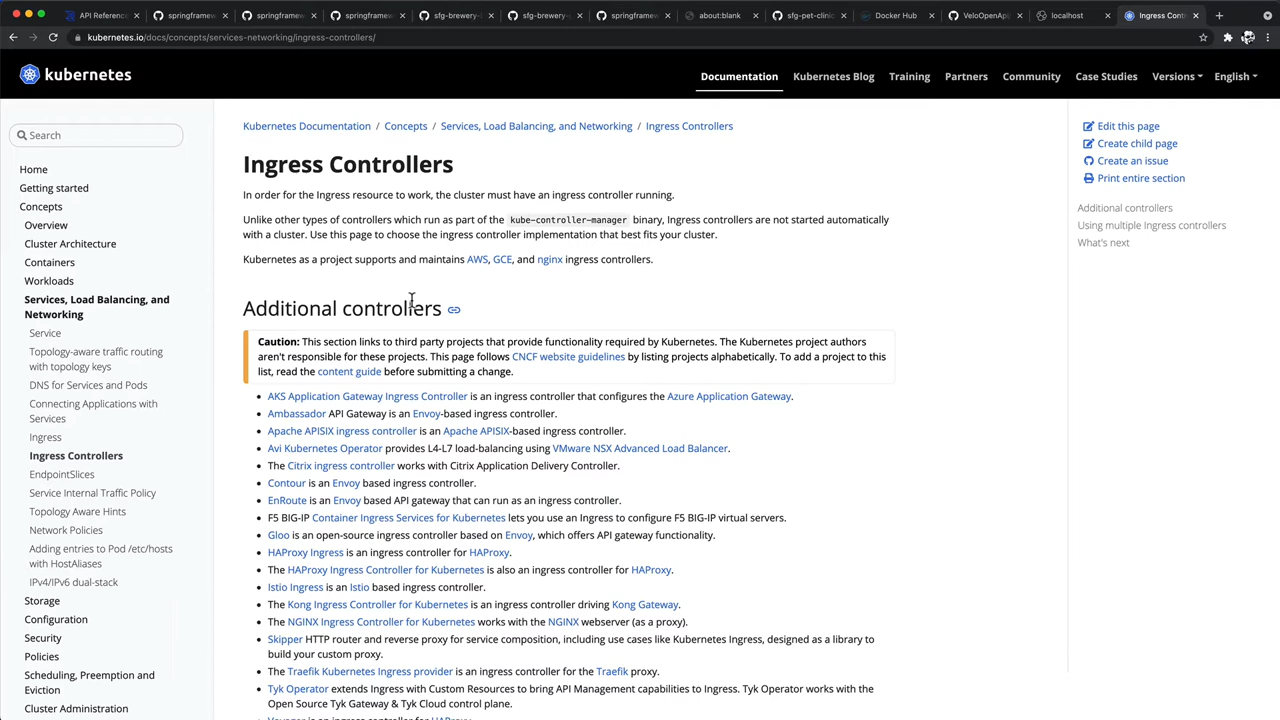 API Reference
springframew
springframew
springframew
sfg-brewery-
sfg-brewery-
springframew
about:blank
sfg-pet-clinic
Docker Hub
VeloOpenApi
localhost
Ingress Contr
kubernetes.io/docs/concepts/services-networking/ingress-controllers/
kubernetes
Documentation
Kubernetes Blog
Training
Partners
Community
Case Studies
Versions
English
Search
Home
Getting started
Concepts
Overview
Cluster Architecture
Containers
Workloads
Services, Load Balancing, and
Networking
Service
Topology-aware traffic routing
with topology keys
DNS for Services and Pods
Connecting Applications with
Services
Ingress
Ingress Controllers
EndpointSlices
Service Internal Traffic Policy
Topology Aware Hints
Network Policies
Adding entries to Pod /etc/hosts
with HostAliases
IPv4/IPv6 dual-stack
Storage
Configuration
Security
Policies
Scheduling, Preemption and
Eviction
Cluster Administration
Kubernetes Documentation / Concepts / Services, Load Balancing, and Networking / Ingress Controllers
Ingress Controllers
In order for the Ingress resource to work, the cluster must have an ingress controller running.
Unlike other types of controllers which run as part of the kube-controller-manager binary, Ingress controllers are not started automatically
with a cluster. Use this page to choose the ingress controller implementation that best fits your cluster.
Kubernetes as a project supports and maintains AWS, GCE, and nginx ingress controllers.
Additional controllers
Caution: This section links to third party projects that provide functionality required by Kubernetes. The Kubernetes project authors
aren't responsible for these projects. This page follows CNCF website guidelines by listing projects alphabetically. To add a project to this
list, read the content guide before submitting a change.
• AKS Application Gateway Ingress Controller is an ingress controller that configures the Azure Application Gateway.
• Ambassador API Gateway is an Envoy-based ingress controller.
• Apache APISIX ingress controller is an Apache APISIX-based ingress controller.
• Avi Kubernetes Operator provides L4-L7 load-balancing using VMware NSX Advanced Load Balancer.
• The Citrix ingress controller works with Citrix Application Delivery Controller.
• Contour is an Envoy based ingress controller.
• EnRoute is an Envoy based API gateway that can run as an ingress controller.
• F5 BIG-IP Container Ingress Services for Kubernetes lets you use an Ingress to configure F5 BIG-IP virtual servers.
• Gloo is an open-source ingress controller based on Envoy, which offers API gateway functionality.
• HAProxy Ingress is an ingress controller for HAProxy.
• The HAProxy Ingress Controller for Kubernetes is also an ingress controller for HAProxy.
• Istio Ingress is an Istio based ingress controller.
• The Kong Ingress Controller for Kubernetes is an ingress controller driving Kong Gateway.
• The NGINX Ingress Controller for Kubernetes works with the NGINX webserver (as a proxy).
• Skipper HTTP router and reverse proxy for service composition, including use cases like Kubernetes Ingress, designed as a library to
build your custom proxy.
• The Traefik Kubernetes Ingress provider is an ingress controller for the Traefik proxy.
• Tyk Operator extends Ingress with Custom Resources to bring API Management capabilities to Ingress. Tyk Operator works with the
Open Source Tyk Gateway & Tyk Cloud control plane.
Edit this page
Create child page
Create an issue
Print entire section
Additional controllers
Using multiple Ingress controllers
What's next